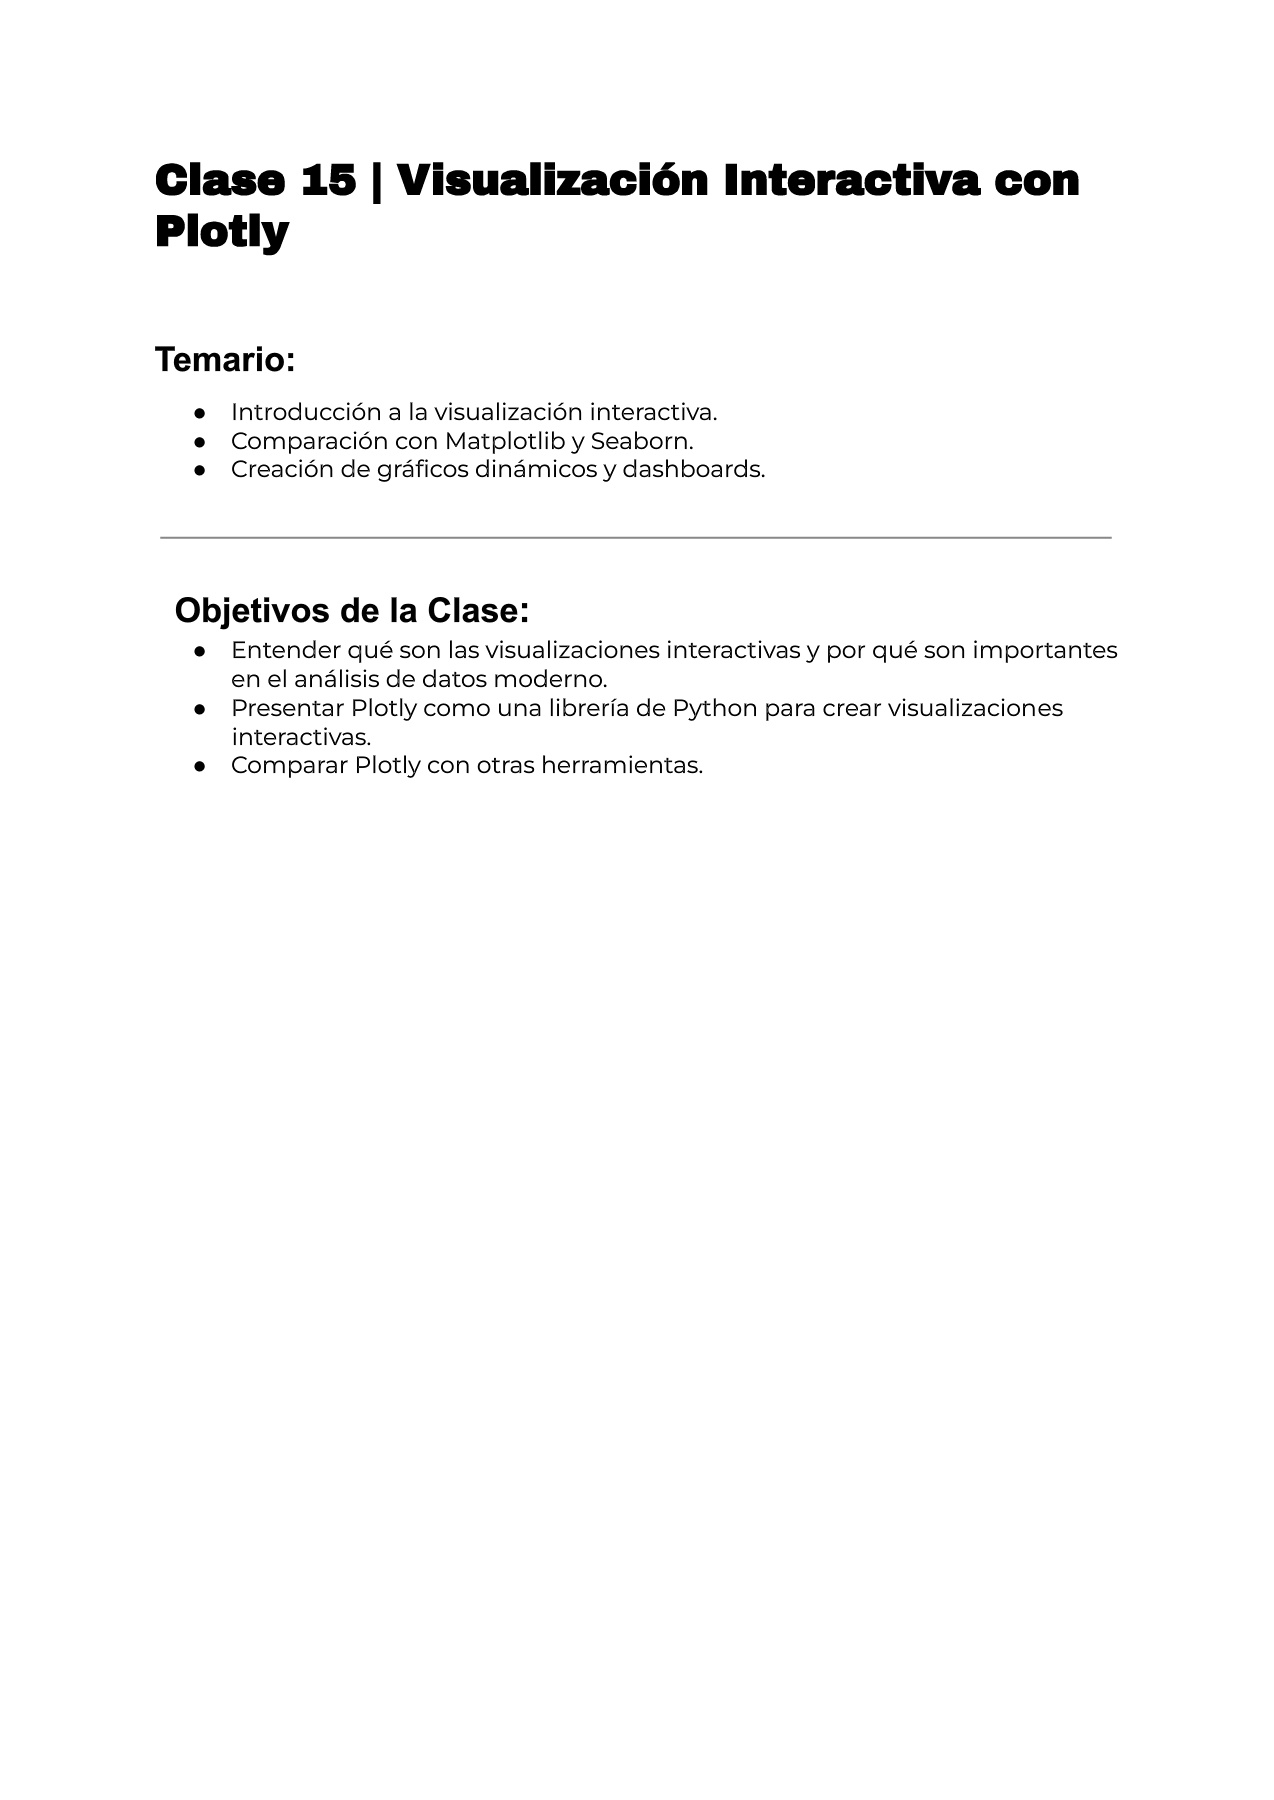 Clase 15 | Visualización Interactiva con
Plotly
Temario:
● Introducción a la visualización interactiva.
● Comparación con Matplotlib y Seaborn.
● Creación de gráficos dinámicos y dashboards.
Objetivos de la Clase:
● Entender qué son las visualizaciones interactivas y por qué son importantes
en el análisis de datos moderno.
● Presentar Plotly como una librería de Python para crear visualizaciones
interactivas.
● Comparar Plotly con otras herramientas.